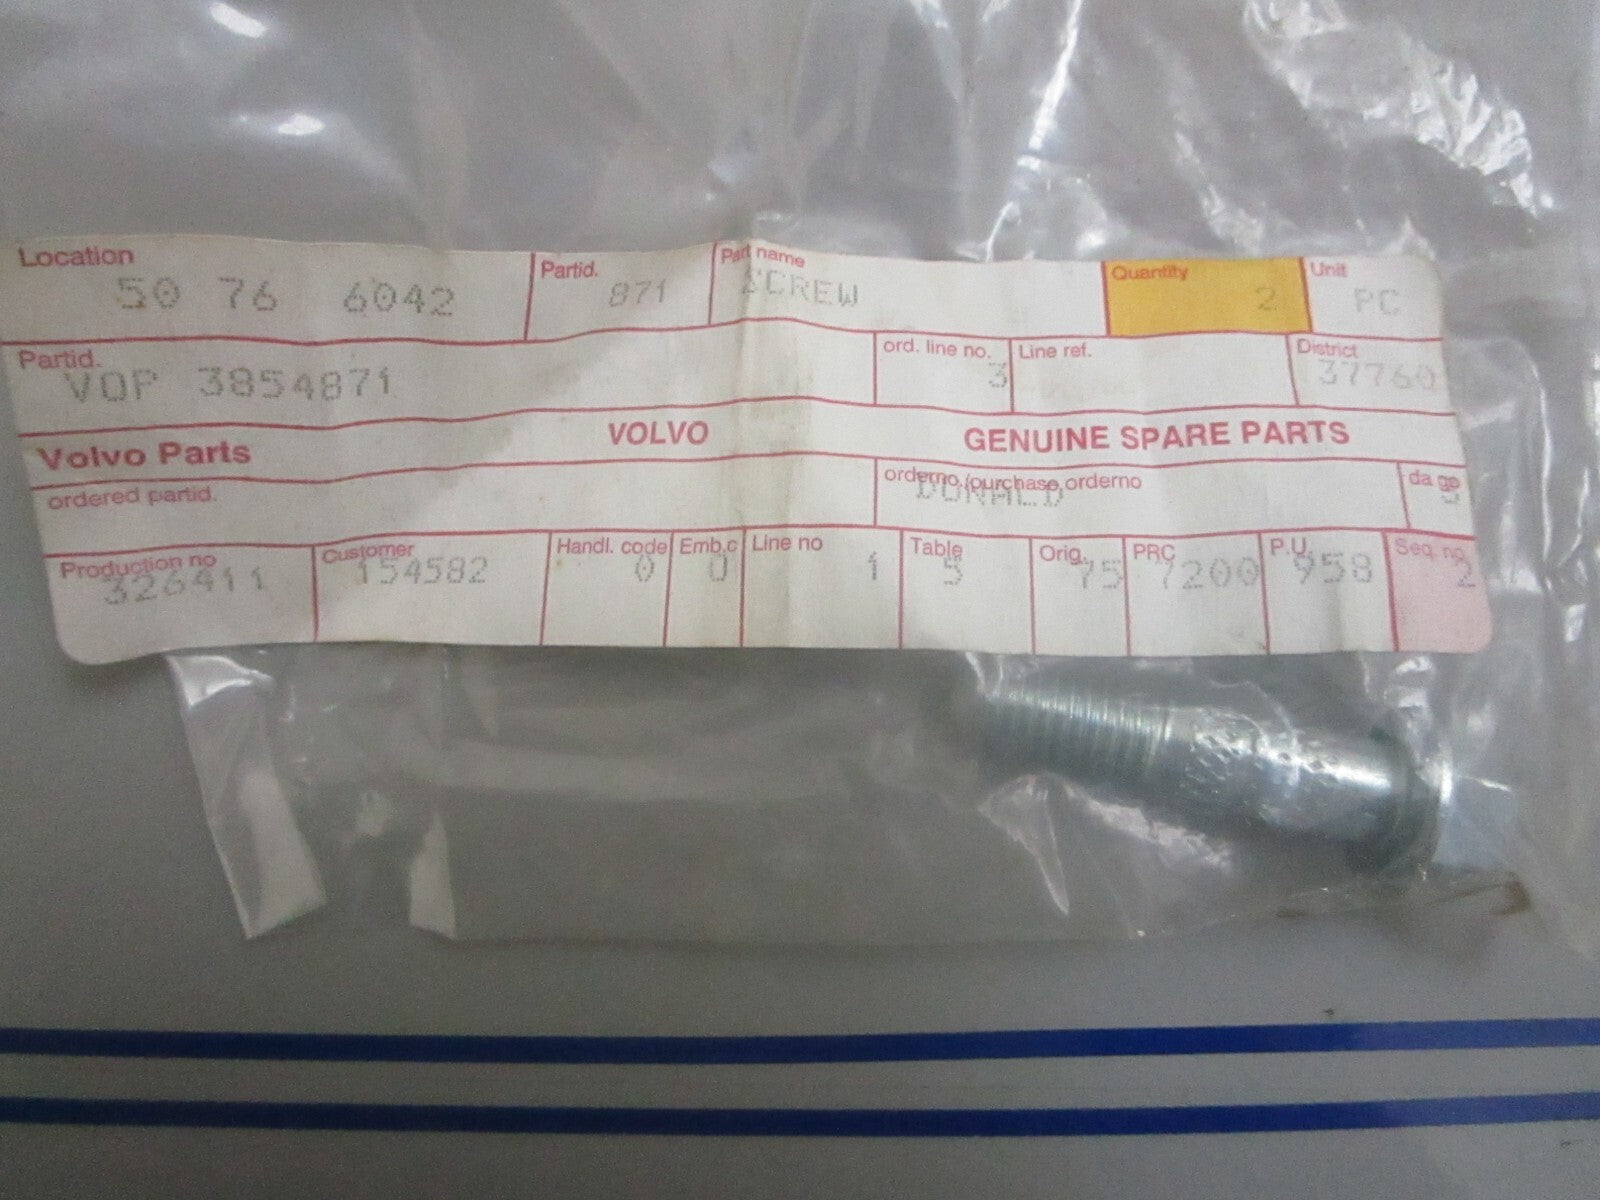 Location Partid. Part name Quantity Unit
50 76 6042 871 SCREW 2 PC
Partid. ord. line no. Line ref. District
VOP 3854871 3 37760
Volvo Parts VOLVO GENUINE SPARE PARTS
ordered partid. orderno./purchase orderno da go
DONALD
Production no Customer Handl. code Emb.c Line no Table Orig. PRC P.U. Seq. no.
326411 154582 0 0 1 5 75 7200 958 2